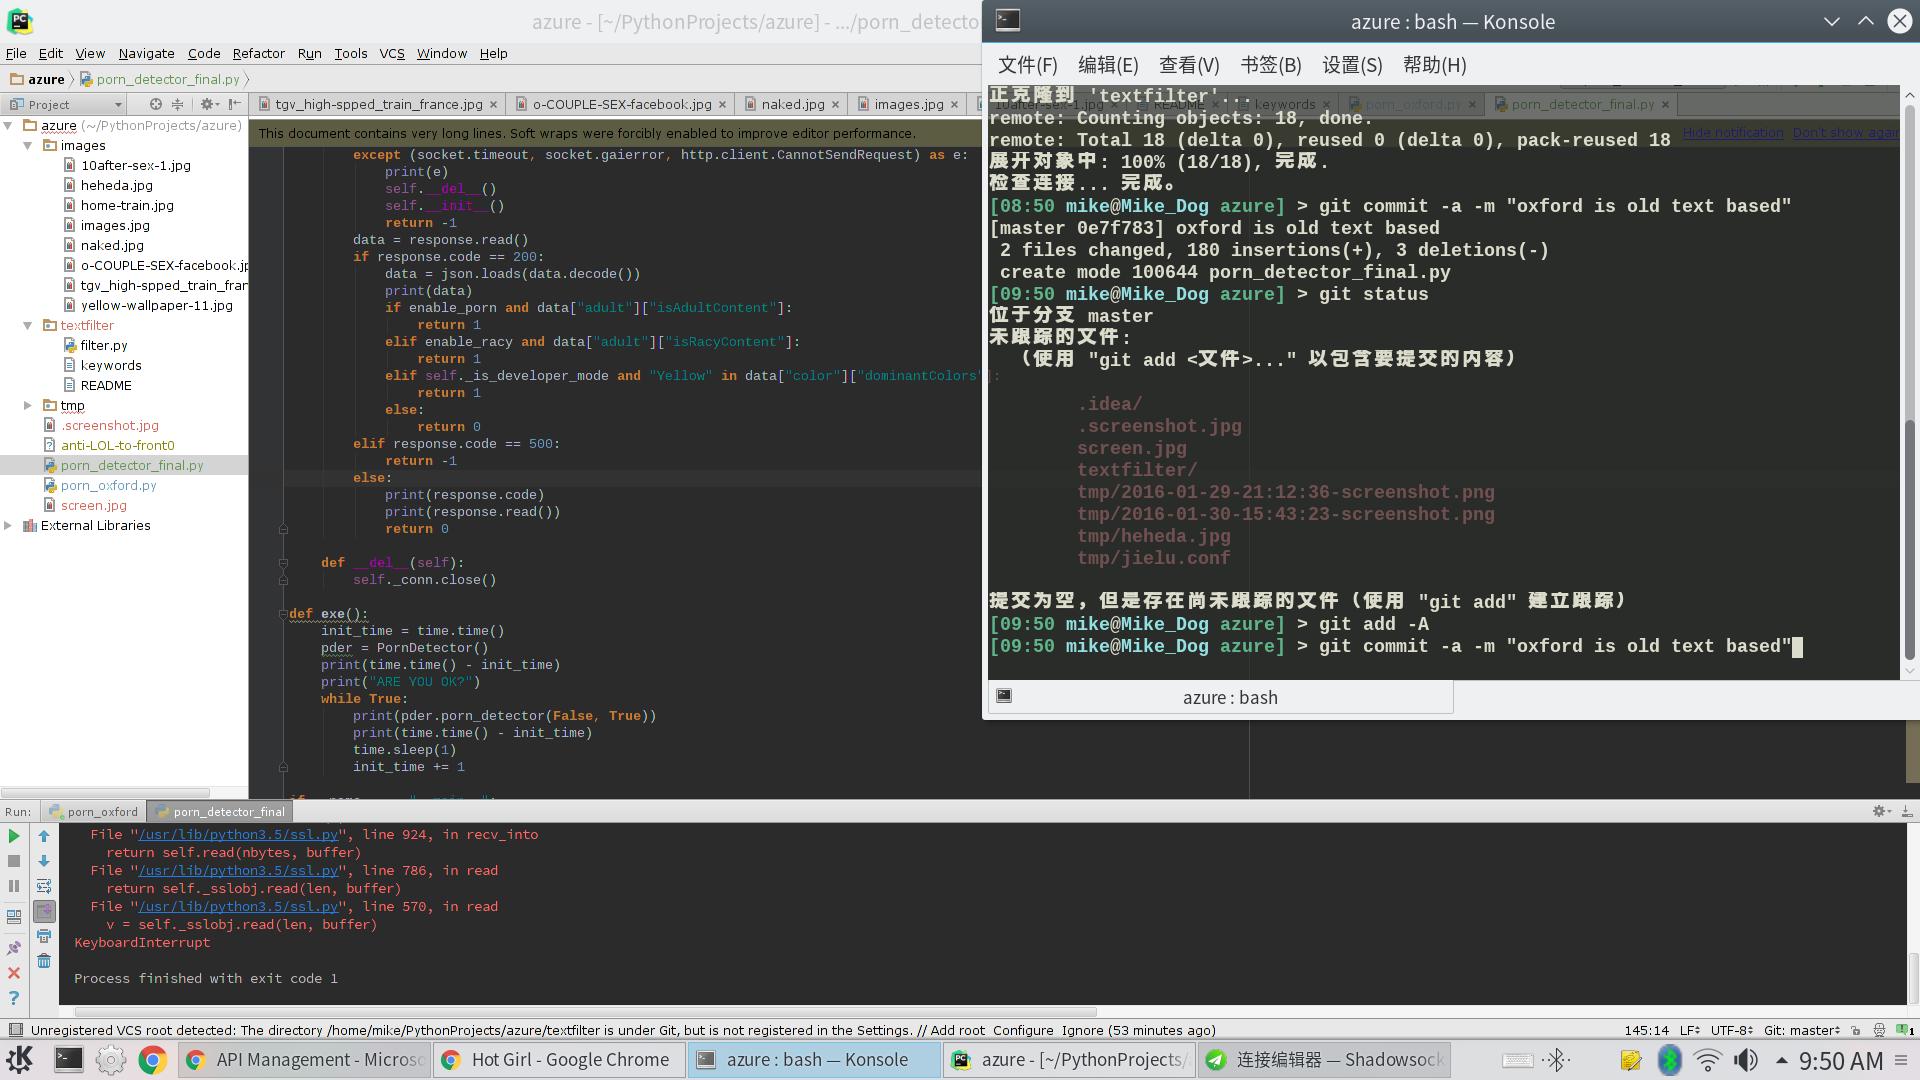 azure - [~/PythonProjects/azure] - .../porn_detecto
File Edit View Navigate Code Refactor Run Tools VCS Window Help
azure porn_detector_final.py
Project
tgv_high-spped_train_france.jpg o-COUPLE-SEX-facebook.jpg naked.jpg images.jpg
azure (~/PythonProjects/azure)
images
10after-sex-1.jpg
heheda.jpg
home-train.jpg
images.jpg
naked.jpg
o-COUPLE-SEX-facebook.jp
tgv_high-spped_train_fran
yellow-wallpaper-11.jpg
textfilter
filter.py
keywords
README
tmp
.screenshot.jpg
anti-LOL-to-front0
porn_detector_final.py
porn_oxford.py
screen.jpg
External Libraries
This document contains very long lines. Soft wraps were forcibly enabled to improve editor performance.
Hide notification Don't show again
except (socket.timeout, socket.gaierror, http.client.CannotSendRequest) as e:
print(e)
self.__del__()
self.__init__()
return -1
data = response.read()
if response.code == 200:
data = json.loads(data.decode())
print(data)
if enable_porn and data["adult"]["isAdultContent"]:
return 1
elif enable_racy and data["adult"]["isRacyContent"]:
return 1
elif self._is_developer_mode and "Yellow" in data["color"]["dominantColors"]:
return 1
else:
return 0
elif response.code == 500:
return -1
else:
print(response.code)
print(response.read())
return 0
def __del__(self):
self._conn.close()
def exe():
init_time = time.time()
pder = PornDetector()
print(time.time() - init_time)
print("ARE YOU OK?")
while True:
print(pder.porn_detector(False, True))
print(time.time() - init_time)
time.sleep(1)
init_time += 1
azure : bash — Konsole
文件(F) 编辑(E) 查看(V) 书签(B) 设置(S) 帮助(H)
10after-sex-1.jpg README keywords porn_oxford.py porn_detector_final.py
正克隆到 'textfilter'...
remote: Counting objects: 18, done.
remote: Total 18 (delta 0), reused 0 (delta 0), pack-reused 18
展开对象中: 100% (18/18), 完成.
检查连接... 完成。
[08:50 mike@Mike_Dog azure] > git commit -a -m "oxford is old text based"
[master 0e7f783] oxford is old text based
2 files changed, 180 insertions(+), 3 deletions(-)
create mode 100644 porn_detector_final.py
[09:50 mike@Mike_Dog azure] > git status
位于分支 master
未跟踪的文件:
（使用 "git add <文件>..." 以包含要提交的内容）
.idea/
.screenshot.jpg
screen.jpg
textfilter/
tmp/2016-01-29-21:12:36-screenshot.png
tmp/2016-01-30-15:43:23-screenshot.png
tmp/heheda.jpg
tmp/jielu.conf
提交为空，但是存在尚未跟踪的文件（使用 "git add" 建立跟踪）
[09:50 mike@Mike_Dog azure] > git add -A
[09:50 mike@Mike_Dog azure] > git commit -a -m "oxford is old text based"
azure : bash
Run: porn_oxford porn_detector_final
File "/usr/lib/python3.5/ssl.py", line 924, in recv_into
return self.read(nbytes, buffer)
File "/usr/lib/python3.5/ssl.py", line 786, in read
return self._sslobj.read(len, buffer)
File "/usr/lib/python3.5/ssl.py", line 570, in read
v = self._sslobj.read(len, buffer)
KeyboardInterrupt
Process finished with exit code 1
Unregistered VCS root detected: The directory /home/mike/PythonProjects/azure/textfilter is under Git, but is not registered in the Settings. // Add root Configure Ignore (53 minutes ago)
145:14 LF UTF-8 Git: master
API Management - Micros Hot Girl - Google Chrome azure : bash — Konsole azure - [~/PythonProjects/ 连接编辑器 — Shadowsock 9:50 AM